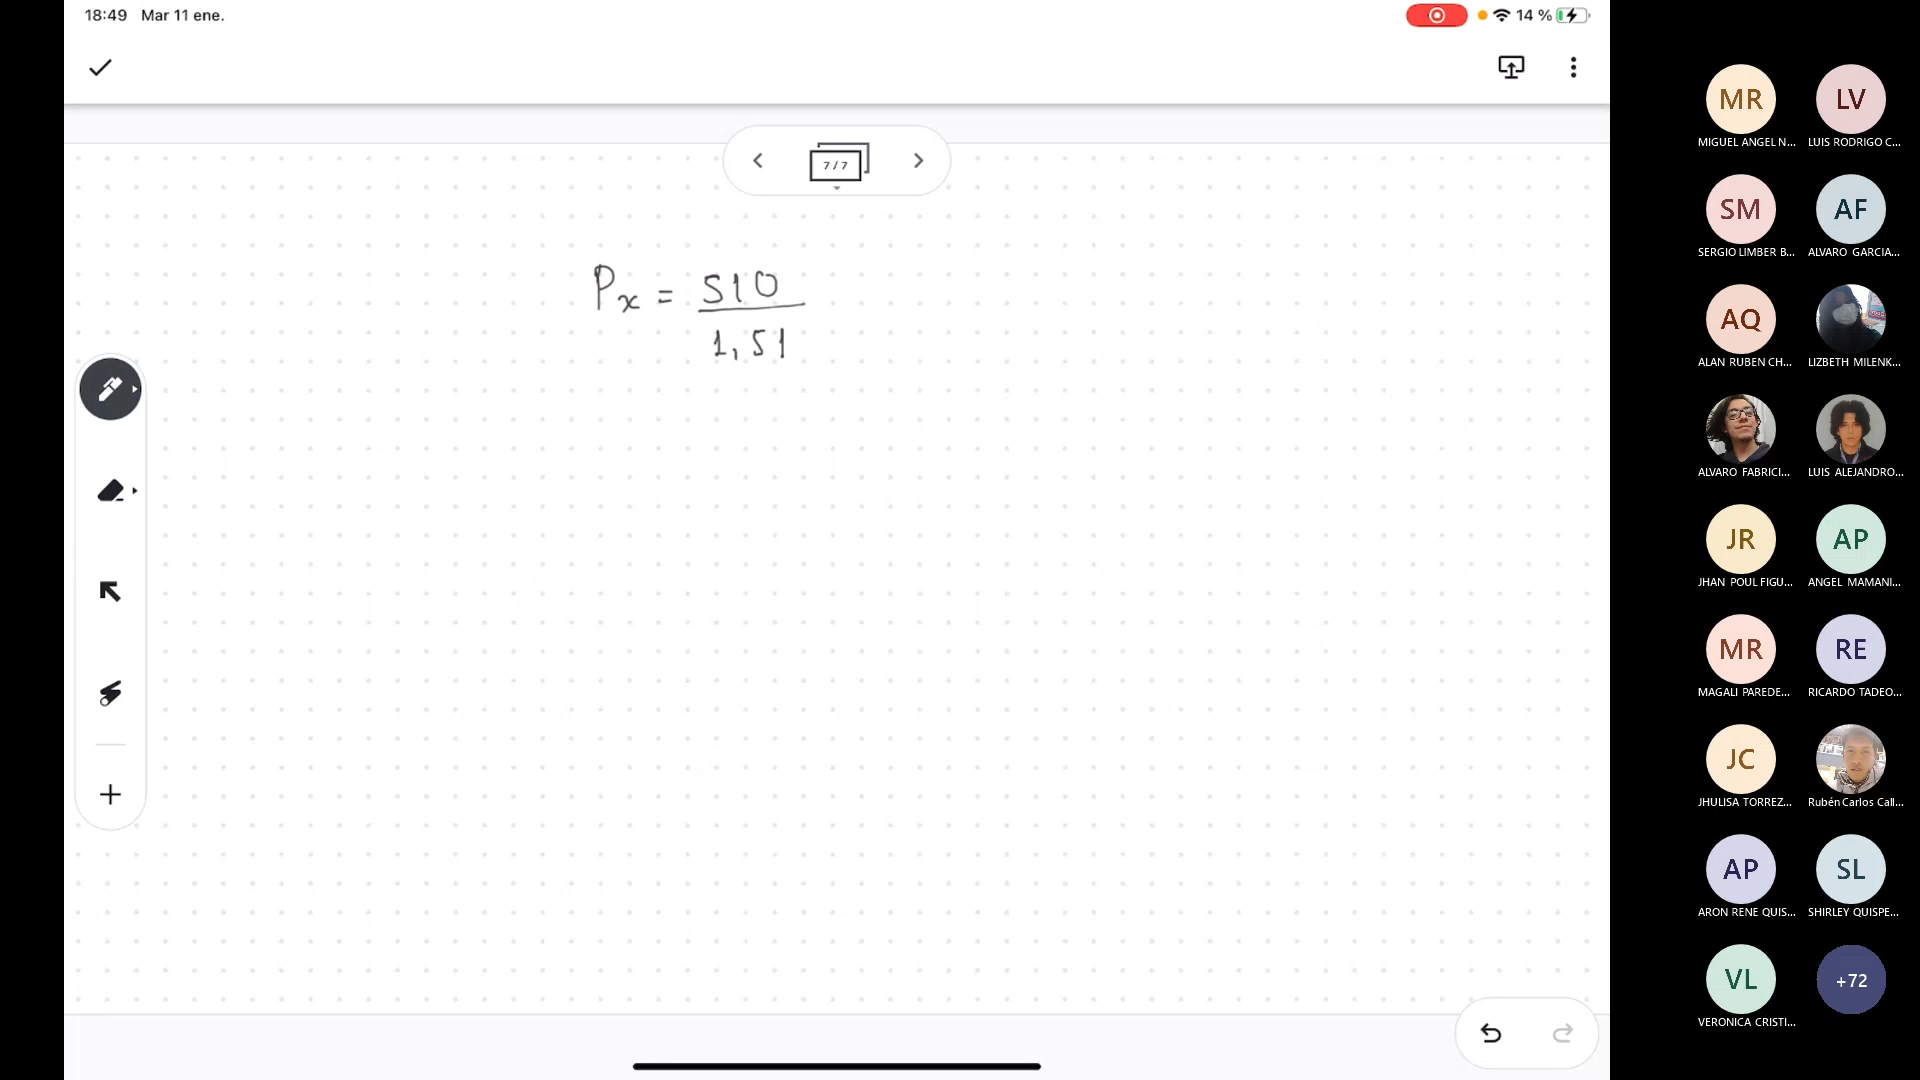 18:49 Mar 11 ene.
14 %
7 / 7
Px = 510
1,51
MR LV
MIGUEL ANGEL N... LUIS RODRIGO C...
SM AF
SERGIO LIMBER B... ALVARO GARCIA...
AQ
ALAN RUBEN CH... LIZBETH MILENK...
ALVARO FABRICI... LUIS ALEJANDRO...
JR AP
JHAN POUL FIGU... ANGEL MAMANI...
MR RE
MAGALI PAREDE... RICARDO TADEO...
JC
JHULISA TORREZ... Rubén Carlos Call...
AP SL
ARON RENE QUIS... SHIRLEY QUISPE...
VL +72
VERONICA CRISTI...